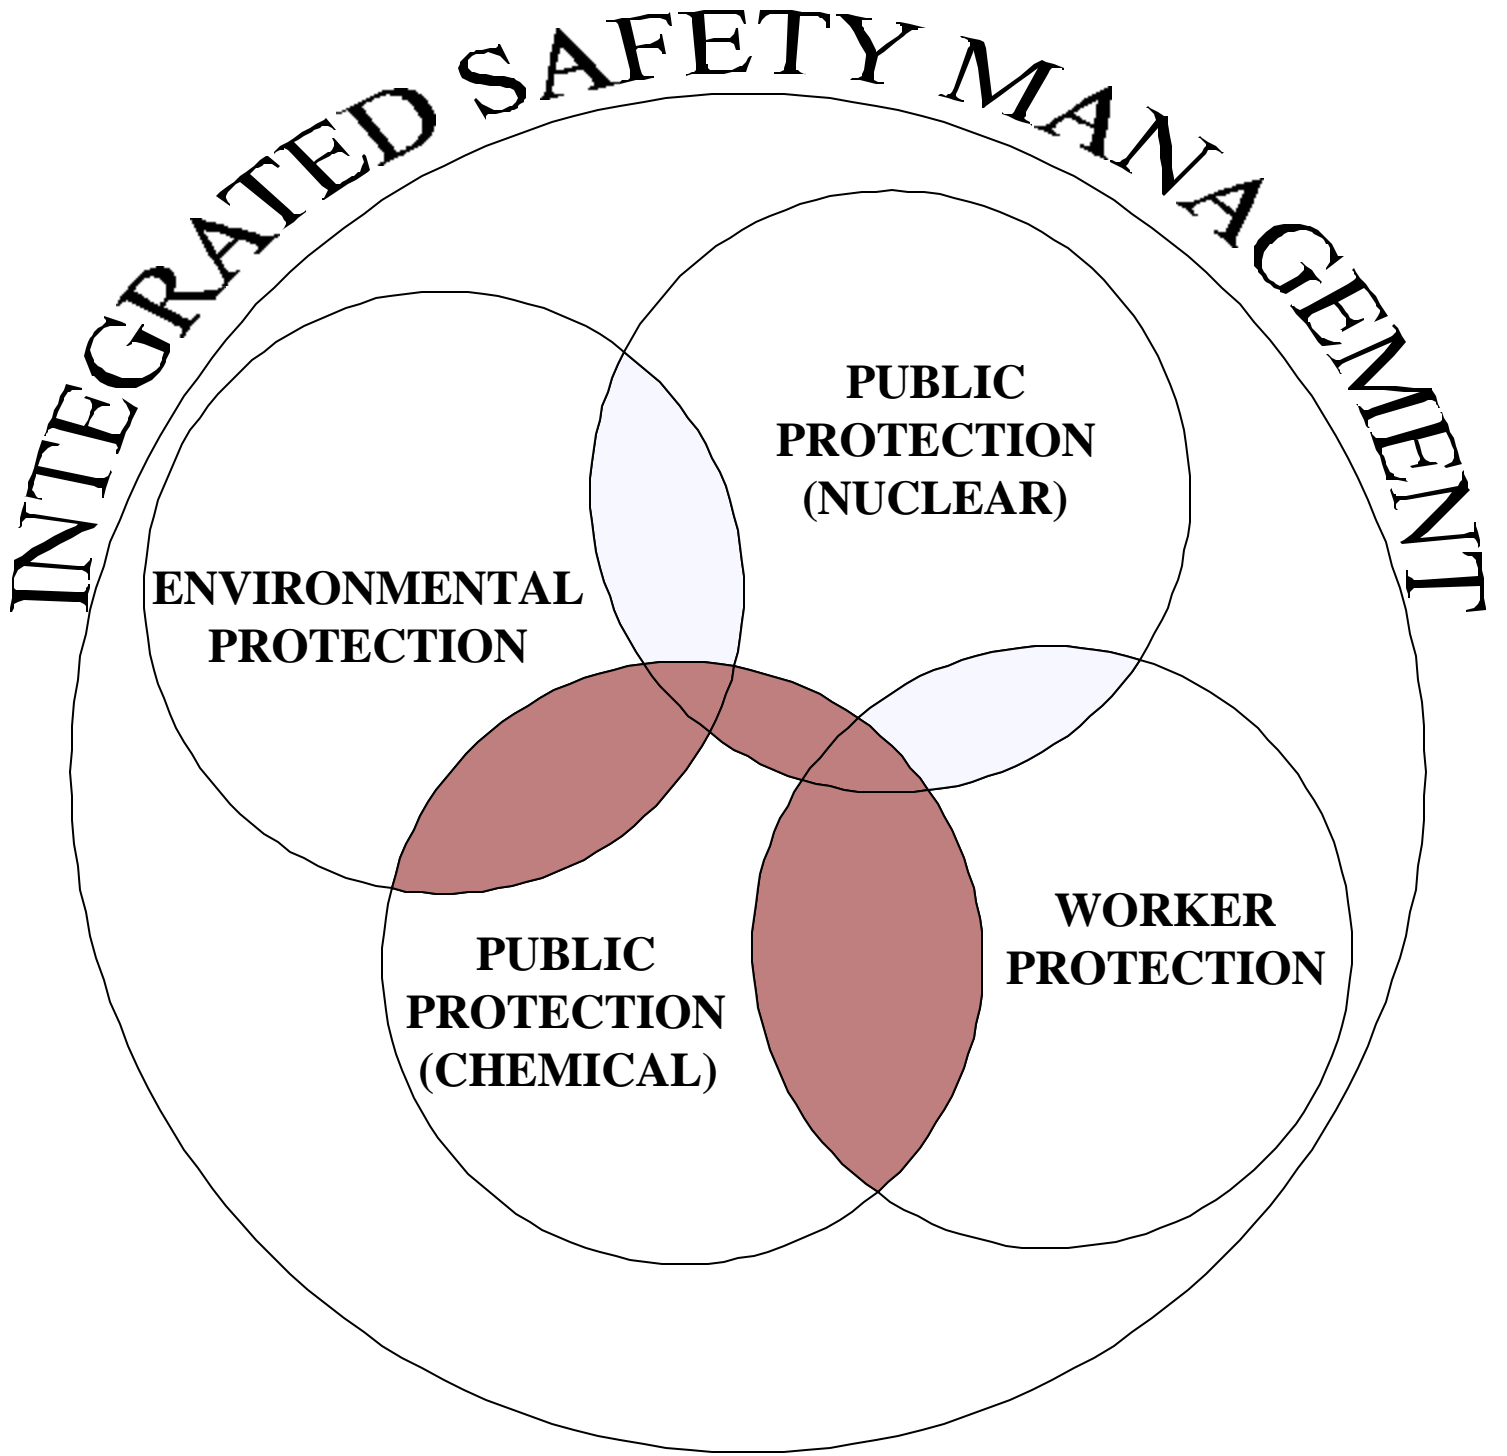 INTEGRATED SAFETY MANAGEMENT
PUBLIC
PROTECTION
(NUCLEAR)
ENVIRONMENTAL
PROTECTION
WORKER
PROTECTION
PUBLIC
PROTECTION
(CHEMICAL)